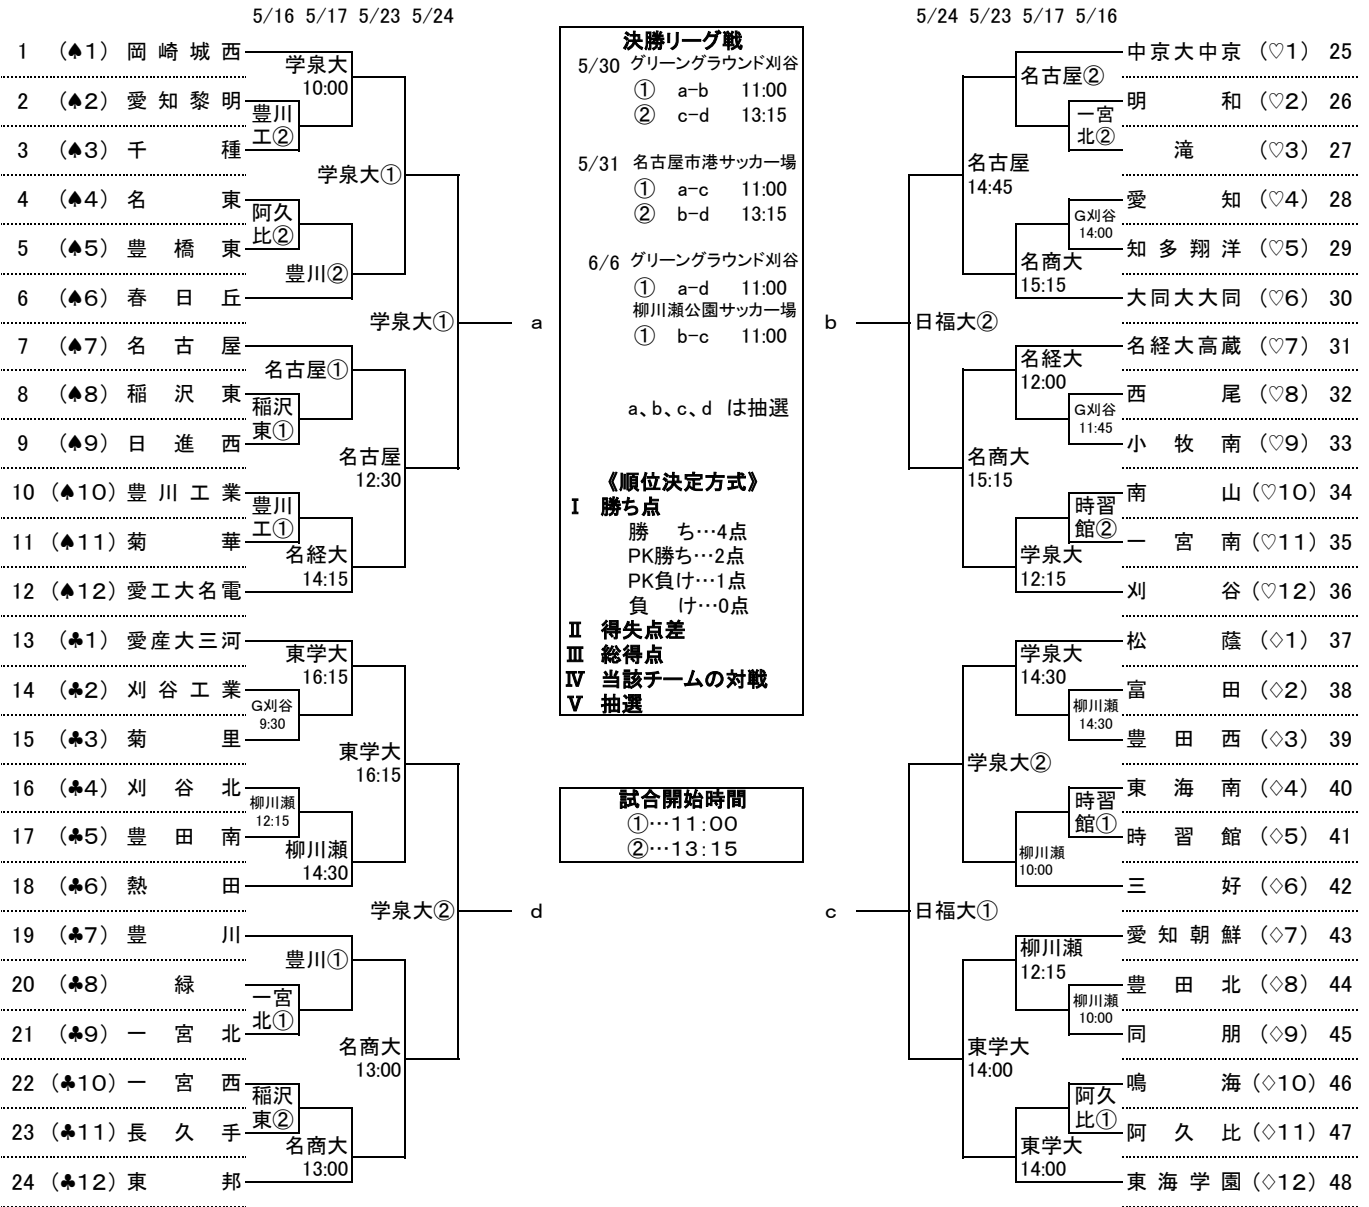 5/16 5/17 5/23 5/24
1 （♠1） 岡崎城西
学泉大
10:00
2 （♠2） 愛知黎明
豊川
工②
3 （♠3） 千種
学泉大①
4 （♠4） 名東
阿久
比②
5 （♠5） 豊橋東
豊川②
6 （♠6） 春日丘
学泉大① a
7 （♠7） 名古屋
名古屋①
8 （♠8） 稲沢東
稲沢
東①
9 （♠9） 日進西
名古屋
12:30
10 （♠10） 豊川工業
豊川
工①
11 （♠11） 菊華
名経大
14:15
12 （♠12） 愛工大名電
13 （♣1） 愛産大三河
東学大
16:15
14 （♣2） 刈谷工業
G刈谷
9:30
15 （♣3） 菊里
東学大
16:15
16 （♣4） 刈谷北
柳川瀬
12:15
17 （♣5） 豊田南
柳川瀬
14:30
18 （♣6） 熱田
学泉大② d
19 （♣7） 豊川
豊川①
20 （♣8） 緑
一宮
北①
21 （♣9） 一宮北
名商大
13:00
22 （♣10） 一宮西
稲沢
東②
23 （♣11） 長久手
名商大
13:00
24 （♣12） 東邦
決勝リーグ戦
5/30 グリーングラウンド刈谷
① a-b 11:00
② c-d 13:15
5/31 名古屋市港サッカー場
① a-c 11:00
② b-d 13:15
6/6 グリーングラウンド刈谷
① a-d 11:00
柳川瀬公園サッカー場
① b-c 11:00
a、b、c、d は抽選
《順位決定方式》
Ⅰ 勝ち点
勝 ち…4点
PK勝ち…2点
PK負け…1点
負 け…0点
Ⅱ 得失点差
Ⅲ 総得点
Ⅳ 当該チームの対戦
Ⅴ 抽選
試合開始時間
①…11:00
②…13:15
5/24 5/23 5/17 5/16
中京大中京 （♡1） 25
名古屋②
明和 （♡2） 26
一宮
北②
滝 （♡3） 27
名古屋
14:45
愛知 （♡4） 28
G刈谷
14:00
知多翔洋 （♡5） 29
名商大
15:15
大同大大同 （♡6） 30
b 日福大②
名経大高蔵 （♡7） 31
名経大
12:00
西尾 （♡8） 32
G刈谷
11:45
小牧南 （♡9） 33
名商大
15:15
南山 （♡10） 34
時習
館②
一宮南 （♡11） 35
学泉大
12:15
刈谷 （♡12） 36
松蔭 （♢1） 37
学泉大
14:30
富田 （♢2） 38
柳川瀬
14:30
豊田西 （♢3） 39
学泉大②
東海南 （♢4） 40
時習
館①
時習館 （♢5） 41
柳川瀬
10:00
三好 （♢6） 42
c 日福大①
愛知朝鮮 （♢7） 43
柳川瀬
12:15
豊田北 （♢8） 44
柳川瀬
10:00
同朋 （♢9） 45
東学大
14:00
鳴海 （♢10） 46
阿久
比①
阿久比 （♢11） 47
東学大
14:00
東海学園 （♢12） 48